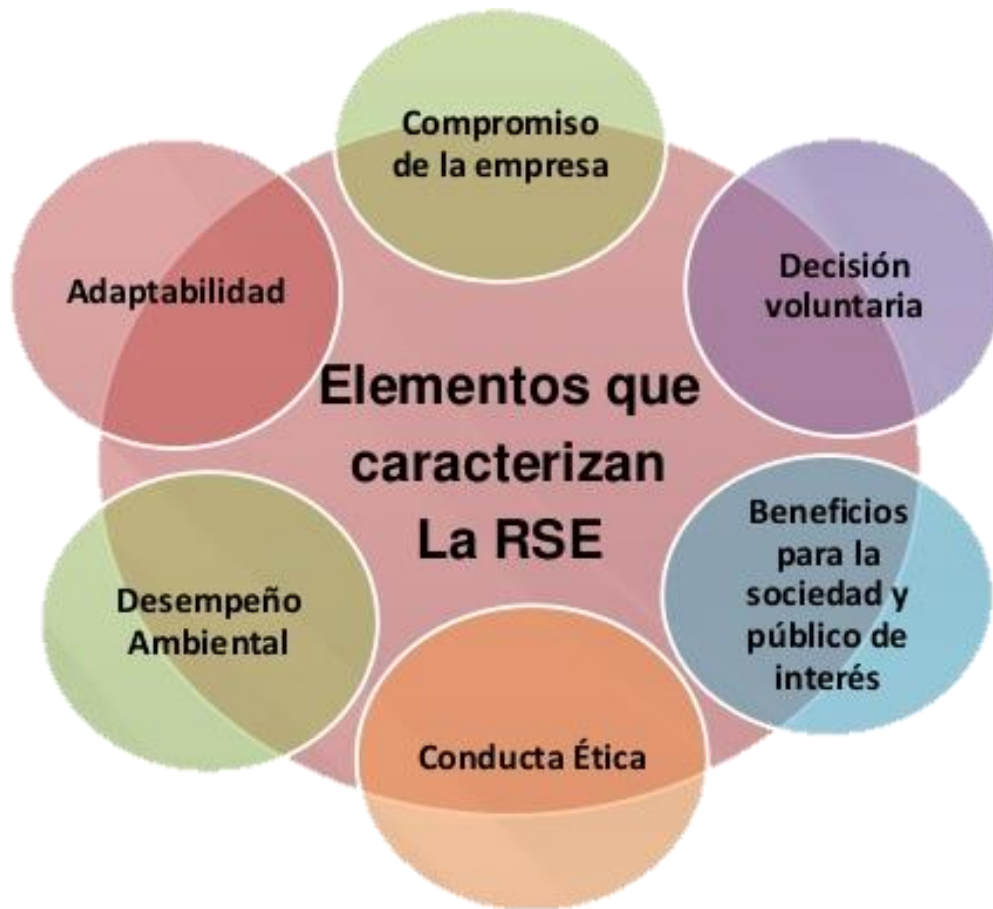 Compromiso
de la empresa
Decisión
voluntaria
Beneficios
para la
sociedad y
público de
interés
Conducta Ética
Desempeño
Ambiental
Adaptabilidad
Elementos que
caracterizan
La RSE